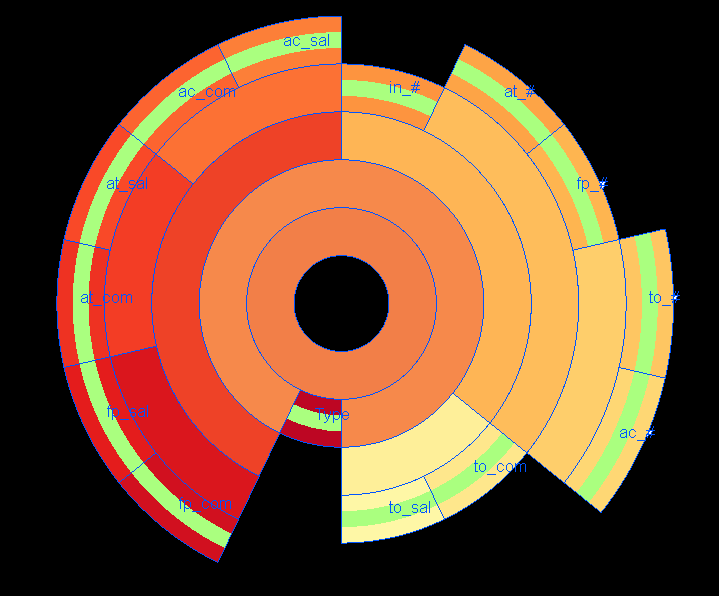 ac_sal
in_#
at_#
ac_com
at_sal
fp_#
at_com
to_#
fp_sal
Type
ac_#
to_com
fp_com
to_sal